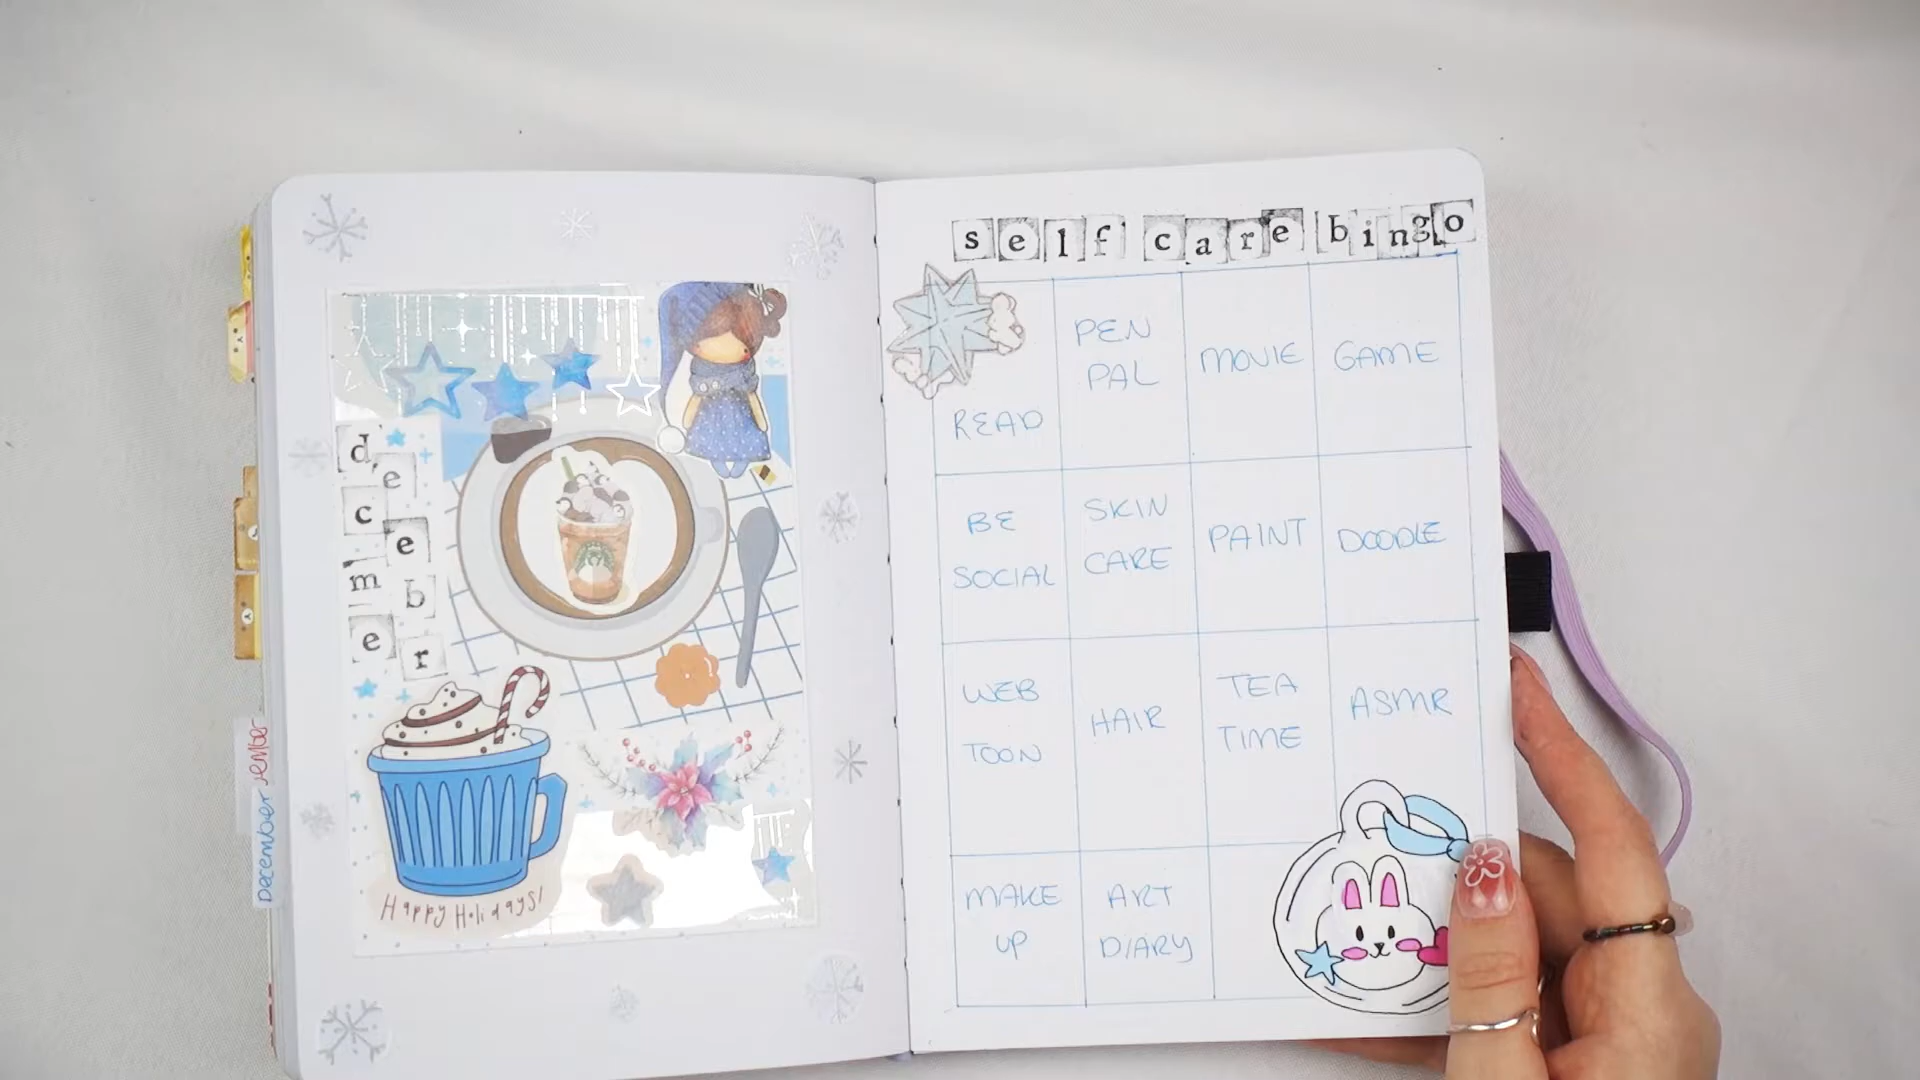 december
Happy Holidays!
December
self care bingo
READ
PEN
PAL
MOVIE
GAME
BE
SOCIAL
SKIN
CARE
PAINT
DOODLE
WEB
TOON
HAIR
TEA
TIME
ASMR
MAKE
UP
ART
DIARY